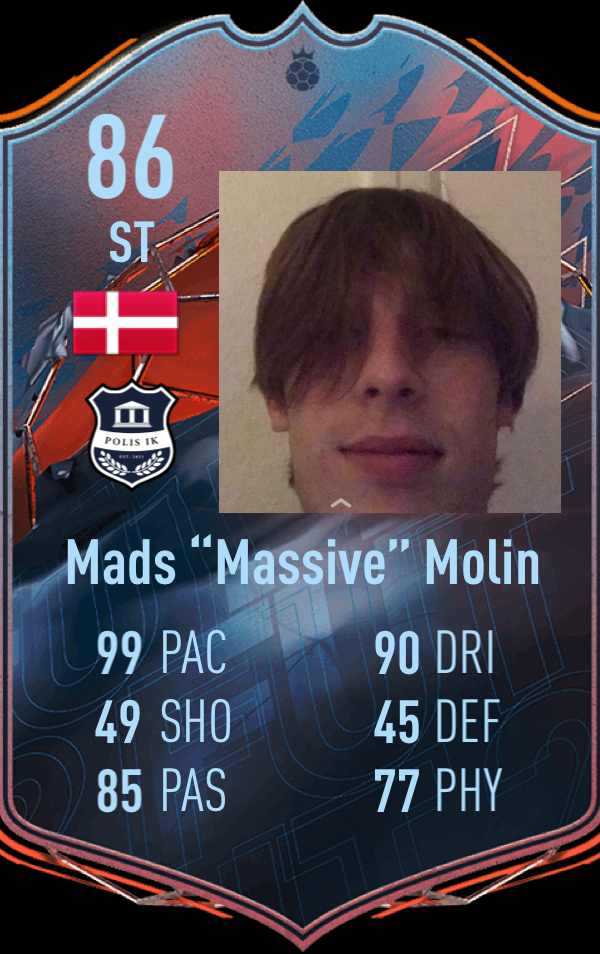 86
ST
POLIS IK
EST. 2021
Mads “Massive” Molin
99 PAC 90 DRI
49 SHO 45 DEF
85 PAS 77 PHY